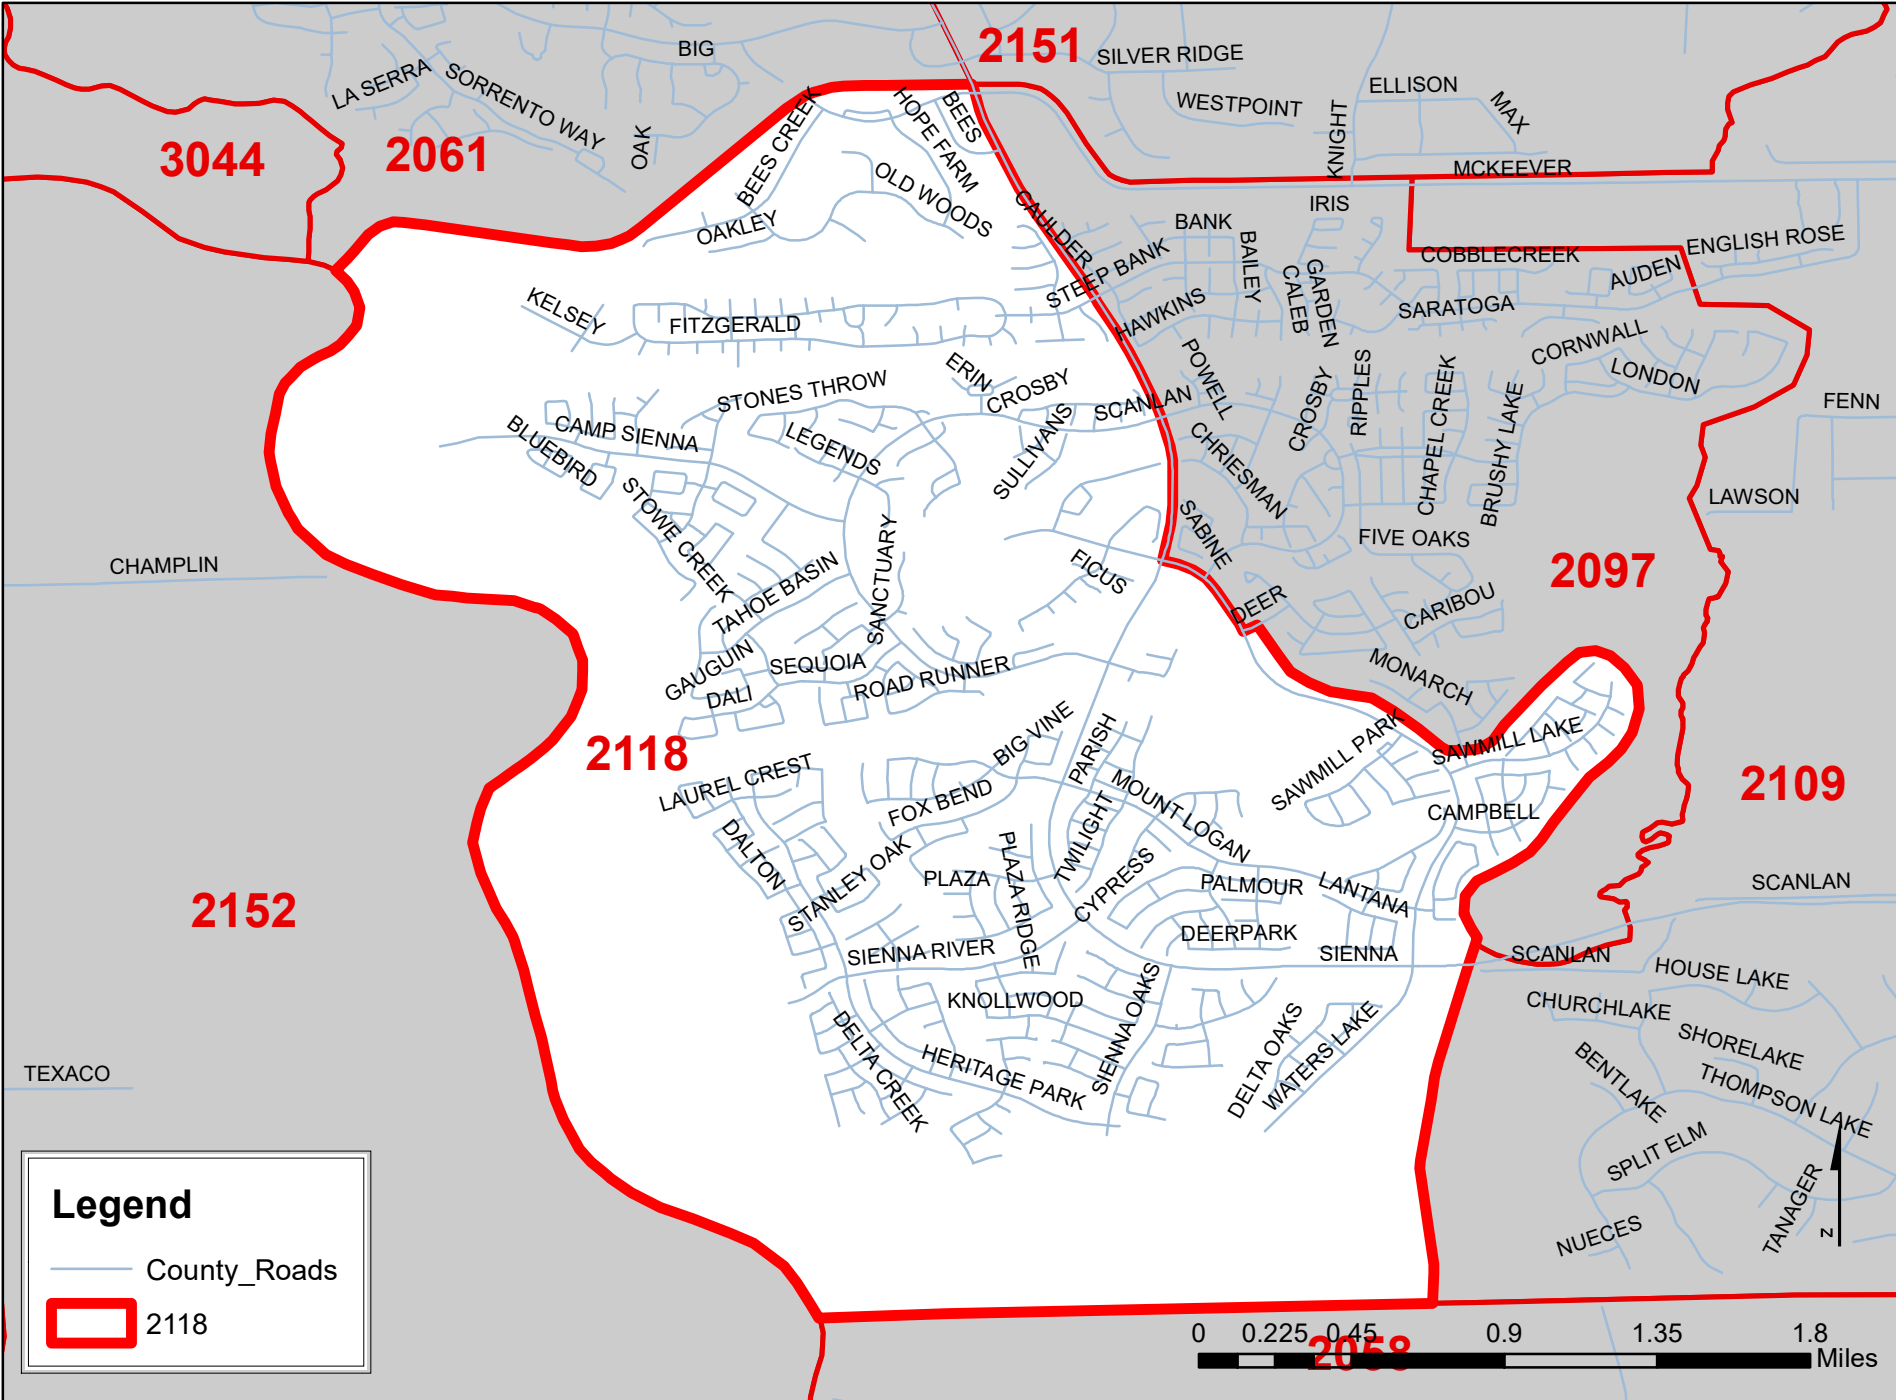 BIG
2151
SILVER RIDGE
LA SERRA
SORRENTO WAY
ELLISON
WESTPOINT
MAX
KNIGHT
BEES CREEK
HOPE FARM
BEES
3044
2061
OAK
MCKEEVER
OLD WOODS
OAKLEY
CAULDER
IRIS
BANK
STEEP BANK
BAILEY
COBBLECREEK
ENGLISH ROSE
AUDEN
CALEB
GARDEN
SARATOGA
KELSEY
FITZGERALD
HAWKINS
CORNWALL
LONDON
POWELL
RIPPLES
CROSBY
CHAPEL CREEK
BRUSHY LAKE
ERIN
CROSBY
STONES THROW
SCANLAN
FENN
CAMP SIENNA
LEGENDS
SULLIVANS
BLUEBIRD
CHRIESMAN
LAWSON
STOWE CREEK
SABINE
FIVE OAKS
CHAMPLIN
TAHOE BASIN
SANCTUARY
FICUS
2097
DEER
CARIBOU
GAUGUIN
SEQUOIA
ROAD RUNNER
DALI
MONARCH
2118
BIG VINE
PARISH
SAWMILL PARK
SAWMILL LAKE
LAUREL CREST
FOX BEND
MOUNT LOGAN
CAMPBELL
2109
DALTON
STANLEY OAK
PLAZA
PLAZA RIDGE
TWILIGHT
CYPRESS
PALMOUR
LANTANA
SCANLAN
2152
DEERPARK
SIENNA RIVER
SIENNA
SCANLAN
HOUSE LAKE
KNOLLWOOD
SIENNA OAKS
CHURCHLAKE
DELTA OAKS
WATERS LAKE
SHORELAKE
DELTA CREEK
HERITAGE PARK
BENTLAKE
THOMPSON LAKE
TEXACO
SPLIT ELM
TANAGER
NUECES
N
Legend
County_Roads
2118
0 0.225 0.45 0.9 1.35 1.8
Miles
2058